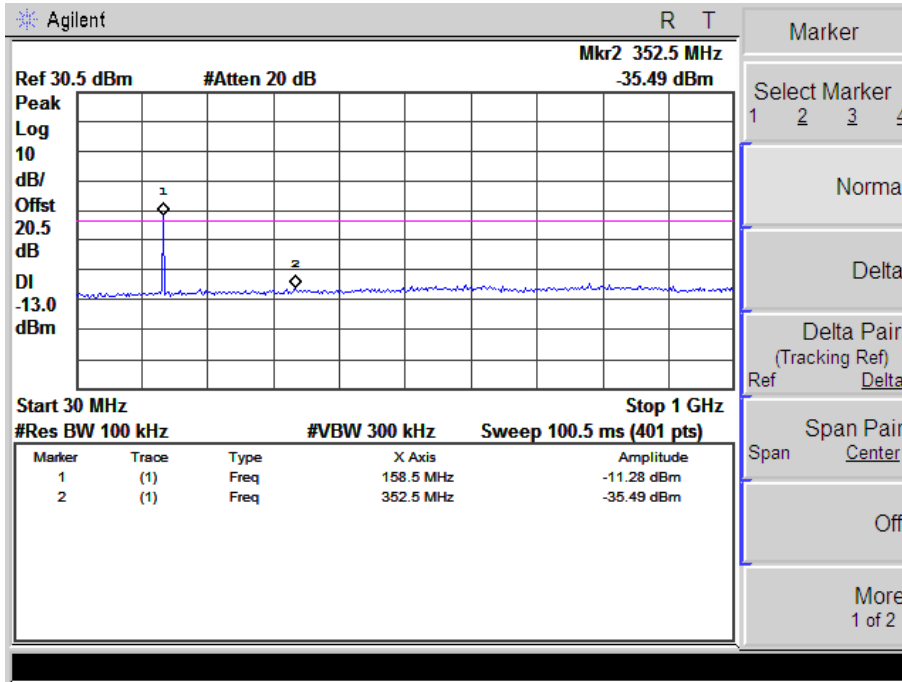 Agilent R T
Mkr2 352.5 MHz
Ref 30.5 dBm #Atten 20 dB -35.49 dBm
Peak
Log
10
dB/
Offst
20.5
dB
DI
-13.0
dBm
1
2
Start 30 MHz Stop 1 GHz
#Res BW 100 kHz #VBW 300 kHz Sweep 100.5 ms (401 pts)
Marker Trace Type X Axis Amplitude
1 (1) Freq 158.5 MHz -11.28 dBm
2 (1) Freq 352.5 MHz -35.49 dBm
Marker
Select Marker
1 2 3 4
Norma
Delta
Delta Pair
(Tracking Ref)
Ref Delta
Span Pair
Span Center
Off
More
1 of 2